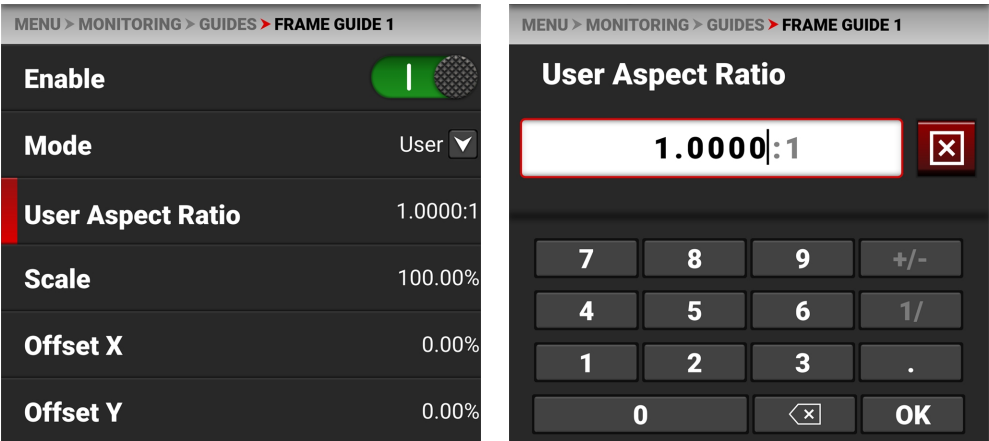 MENU > MONITORING > GUIDES > FRAME GUIDE 1
Enable
Mode User
User Aspect Ratio 1.0000:1
Scale 100.00%
Offset X 0.00%
Offset Y 0.00%
MENU > MONITORING > GUIDES > FRAME GUIDE 1
User Aspect Ratio
1.0000:1
7 8 9 +/-
4 5 6 1/
1 2 3 .
0 OK